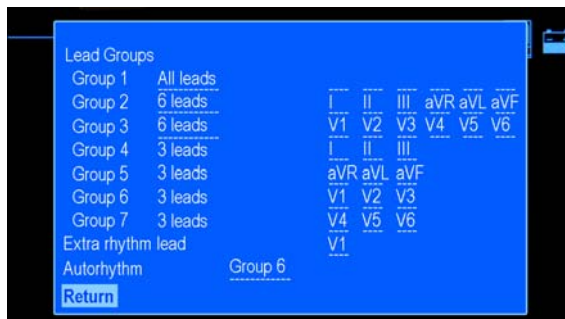 Lead Groups
Group 1 All leads
Group 2 6 leads I II III aVR aVL aVF
Group 3 6 leads V1 V2 V3 V4 V5 V6
Group 4 3 leads I II III
Group 5 3 leads aVR aVL aVF
Group 6 3 leads V1 V2 V3
Group 7 3 leads V4 V5 V6
Extra rhythm lead V1
Autorhythm Group 6
Return